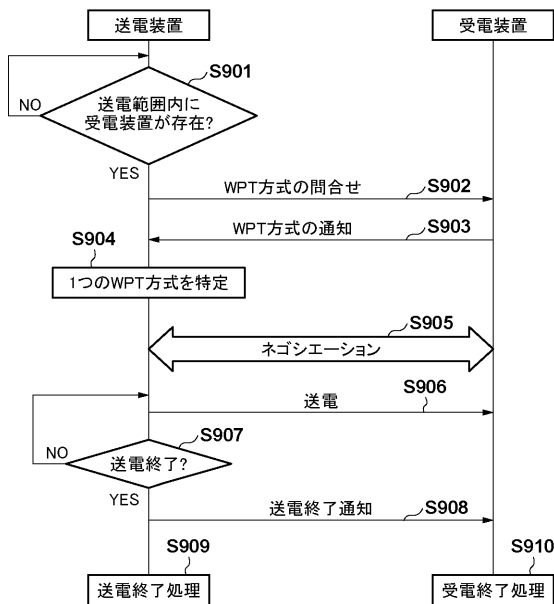 送電装置
受電装置
S901
送電範囲内に
受電装置が存在?
NO
YES
WPT方式の問合せ
S902
WPT方式の通知
S903
S904
1つのWPT方式を特定
S905
ネゴシエーション
送電
S906
S907
送電終了?
NO
YES
送電終了通知
S908
S909
送電終了処理
S910
受電終了処理